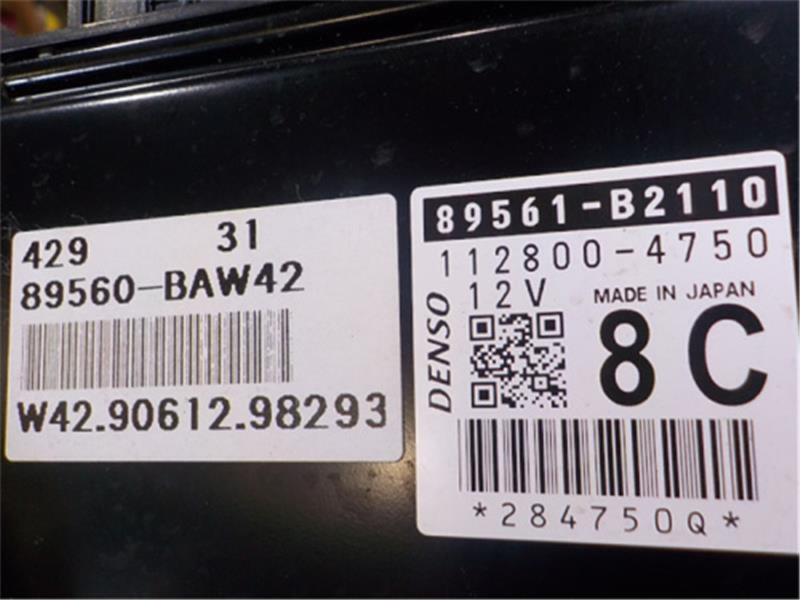 429 31
89560-BAW42
W42.90612.98293
89561-B2110
112800-4750
12V MADE IN JAPAN
DENSO
8C
*284750Q*